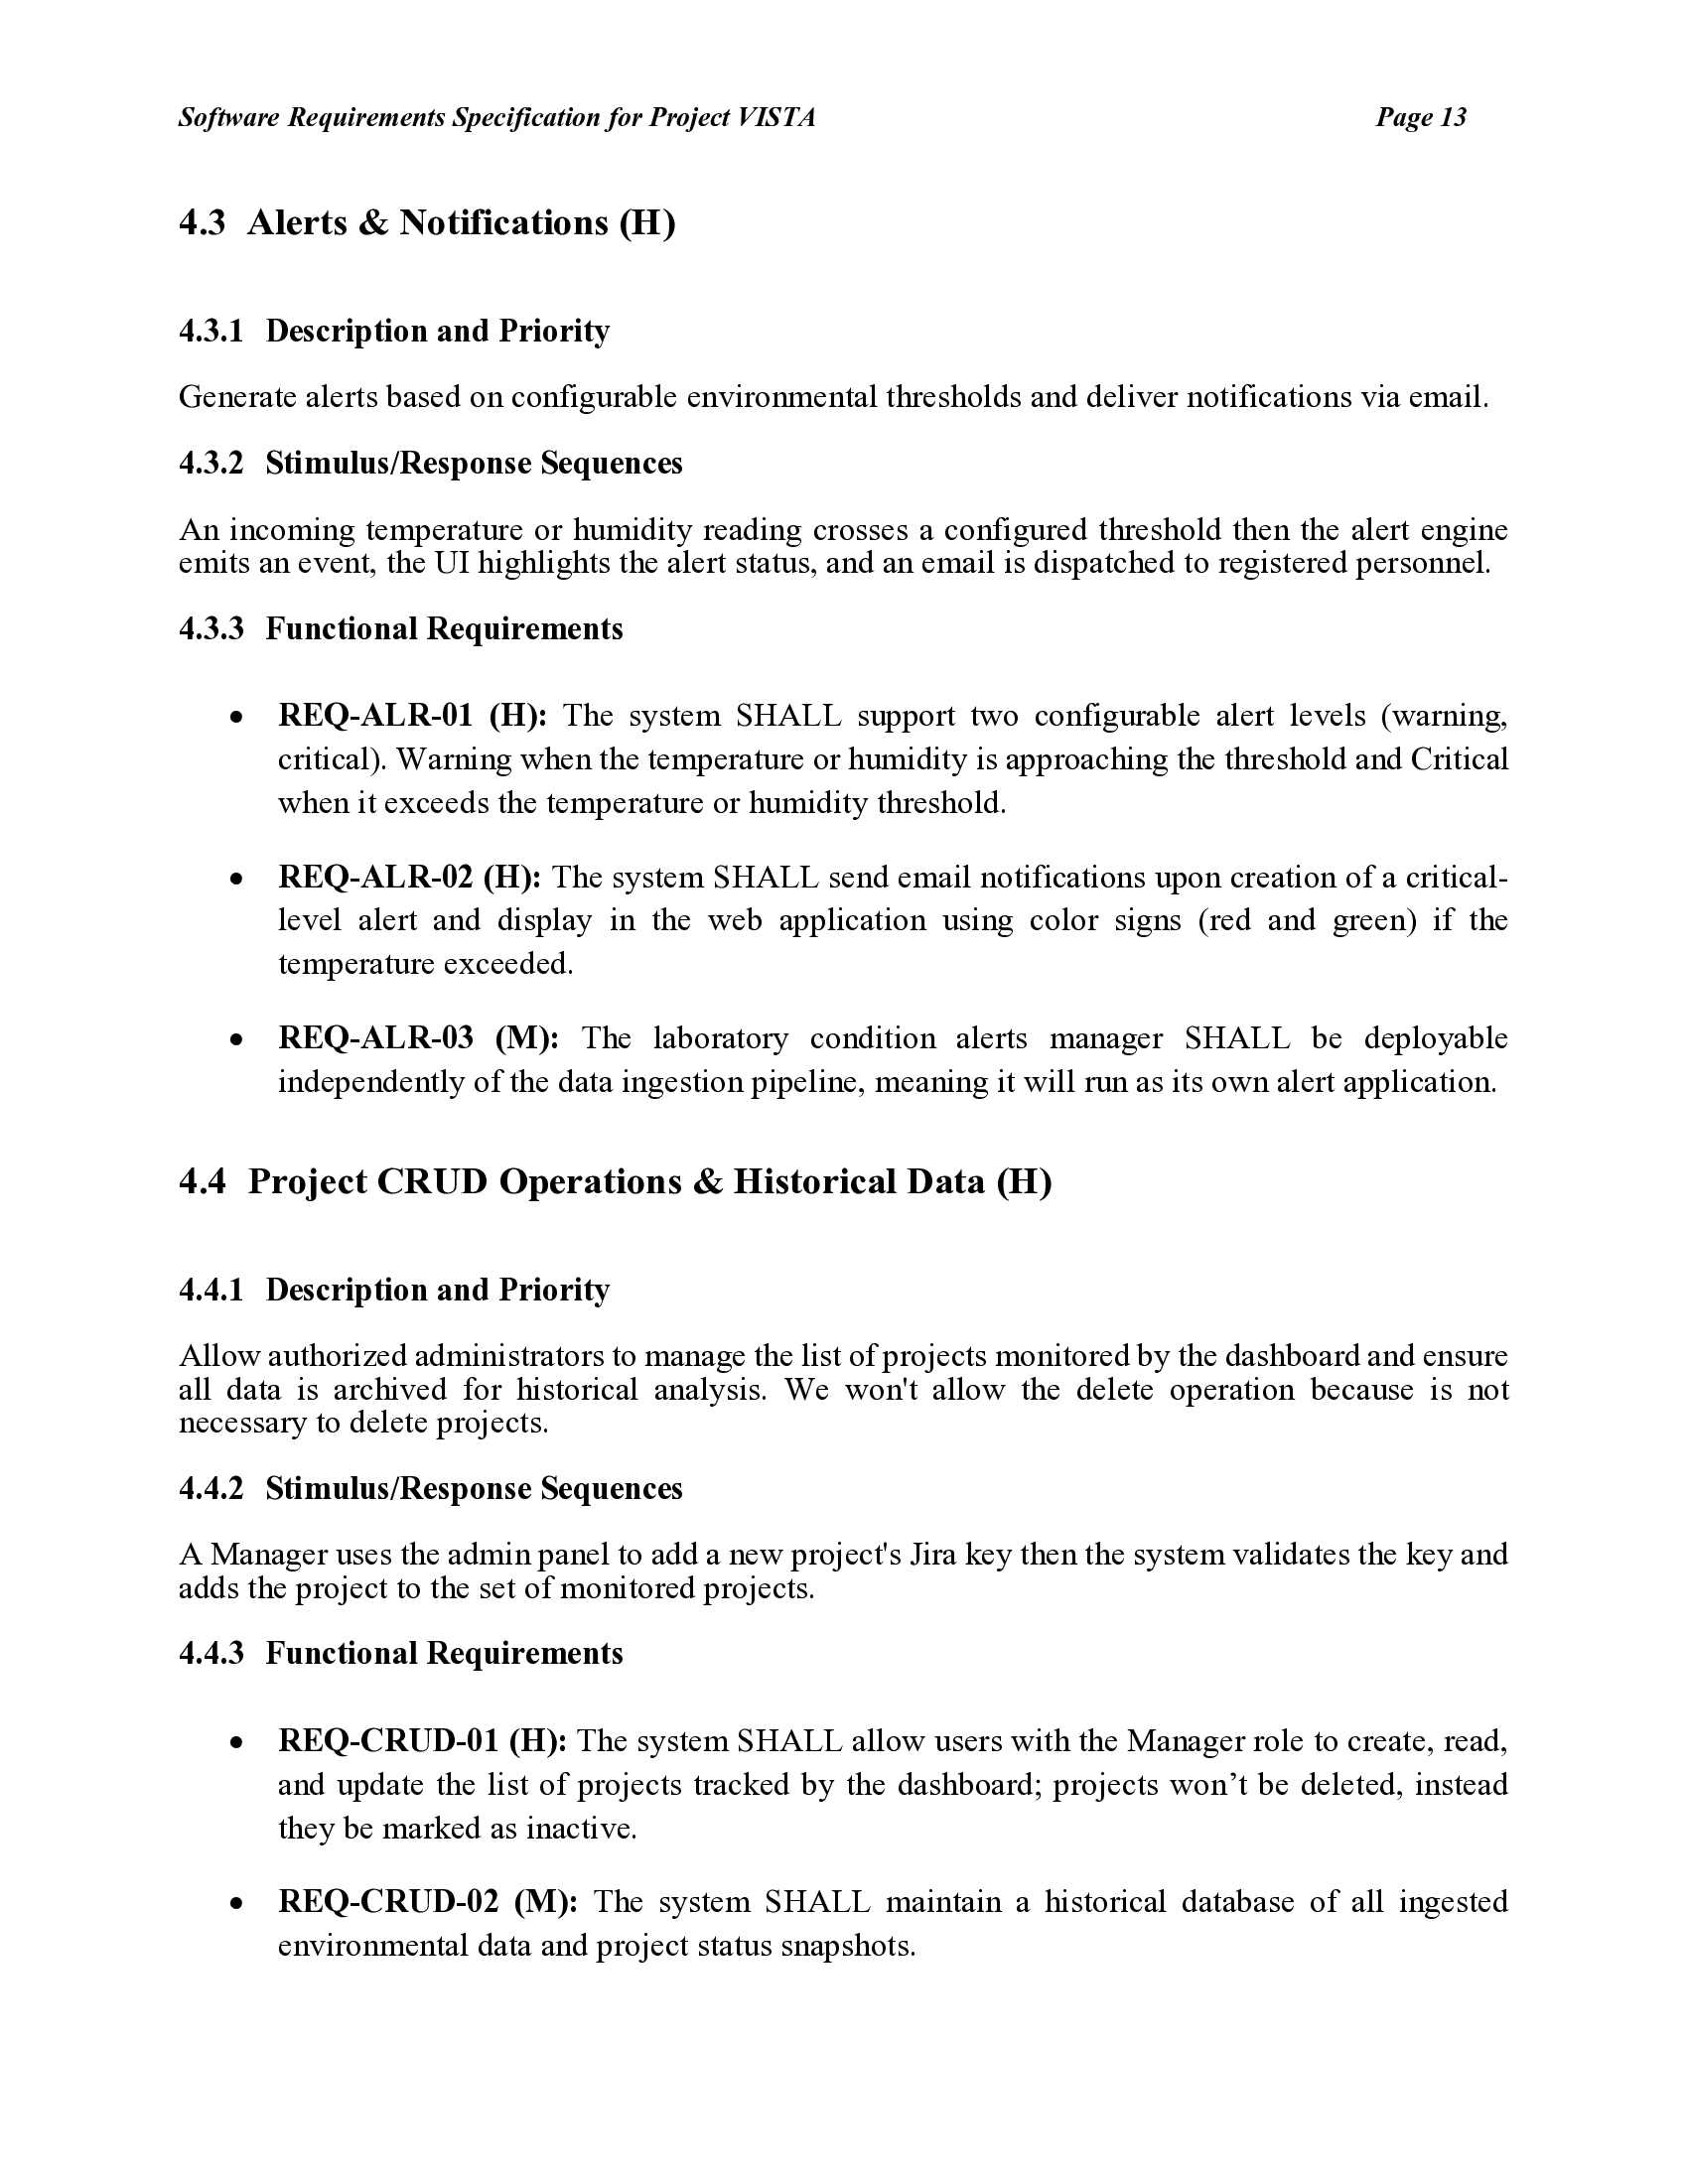 Software Requirements Specification for Project VISTA Page 13
4.3 Alerts & Notifications (H)
4.3.1 Description and Priority
Generate alerts based on configurable environmental thresholds and deliver notifications via email.
4.3.2 Stimulus/Response Sequences
An incoming temperature or humidity reading crosses a configured threshold then the alert engine
emits an event, the UI highlights the alert status, and an email is dispatched to registered personnel.
4.3.3 Functional Requirements
• REQ-ALR-01 (H): The system SHALL support two configurable alert levels (warning,
critical). Warning when the temperature or humidity is approaching the threshold and Critical
when it exceeds the temperature or humidity threshold.
• REQ-ALR-02 (H): The system SHALL send email notifications upon creation of a critical-
level alert and display in the web application using color signs (red and green) if the
temperature exceeded.
• REQ-ALR-03 (M): The laboratory condition alerts manager SHALL be deployable
independently of the data ingestion pipeline, meaning it will run as its own alert application.
4.4 Project CRUD Operations & Historical Data (H)
4.4.1 Description and Priority
Allow authorized administrators to manage the list of projects monitored by the dashboard and ensure
all data is archived for historical analysis. We won't allow the delete operation because is not
necessary to delete projects.
4.4.2 Stimulus/Response Sequences
A Manager uses the admin panel to add a new project's Jira key then the system validates the key and
adds the project to the set of monitored projects.
4.4.3 Functional Requirements
• REQ-CRUD-01 (H): The system SHALL allow users with the Manager role to create, read,
and update the list of projects tracked by the dashboard; projects won’t be deleted, instead
they be marked as inactive.
• REQ-CRUD-02 (M): The system SHALL maintain a historical database of all ingested
environmental data and project status snapshots.